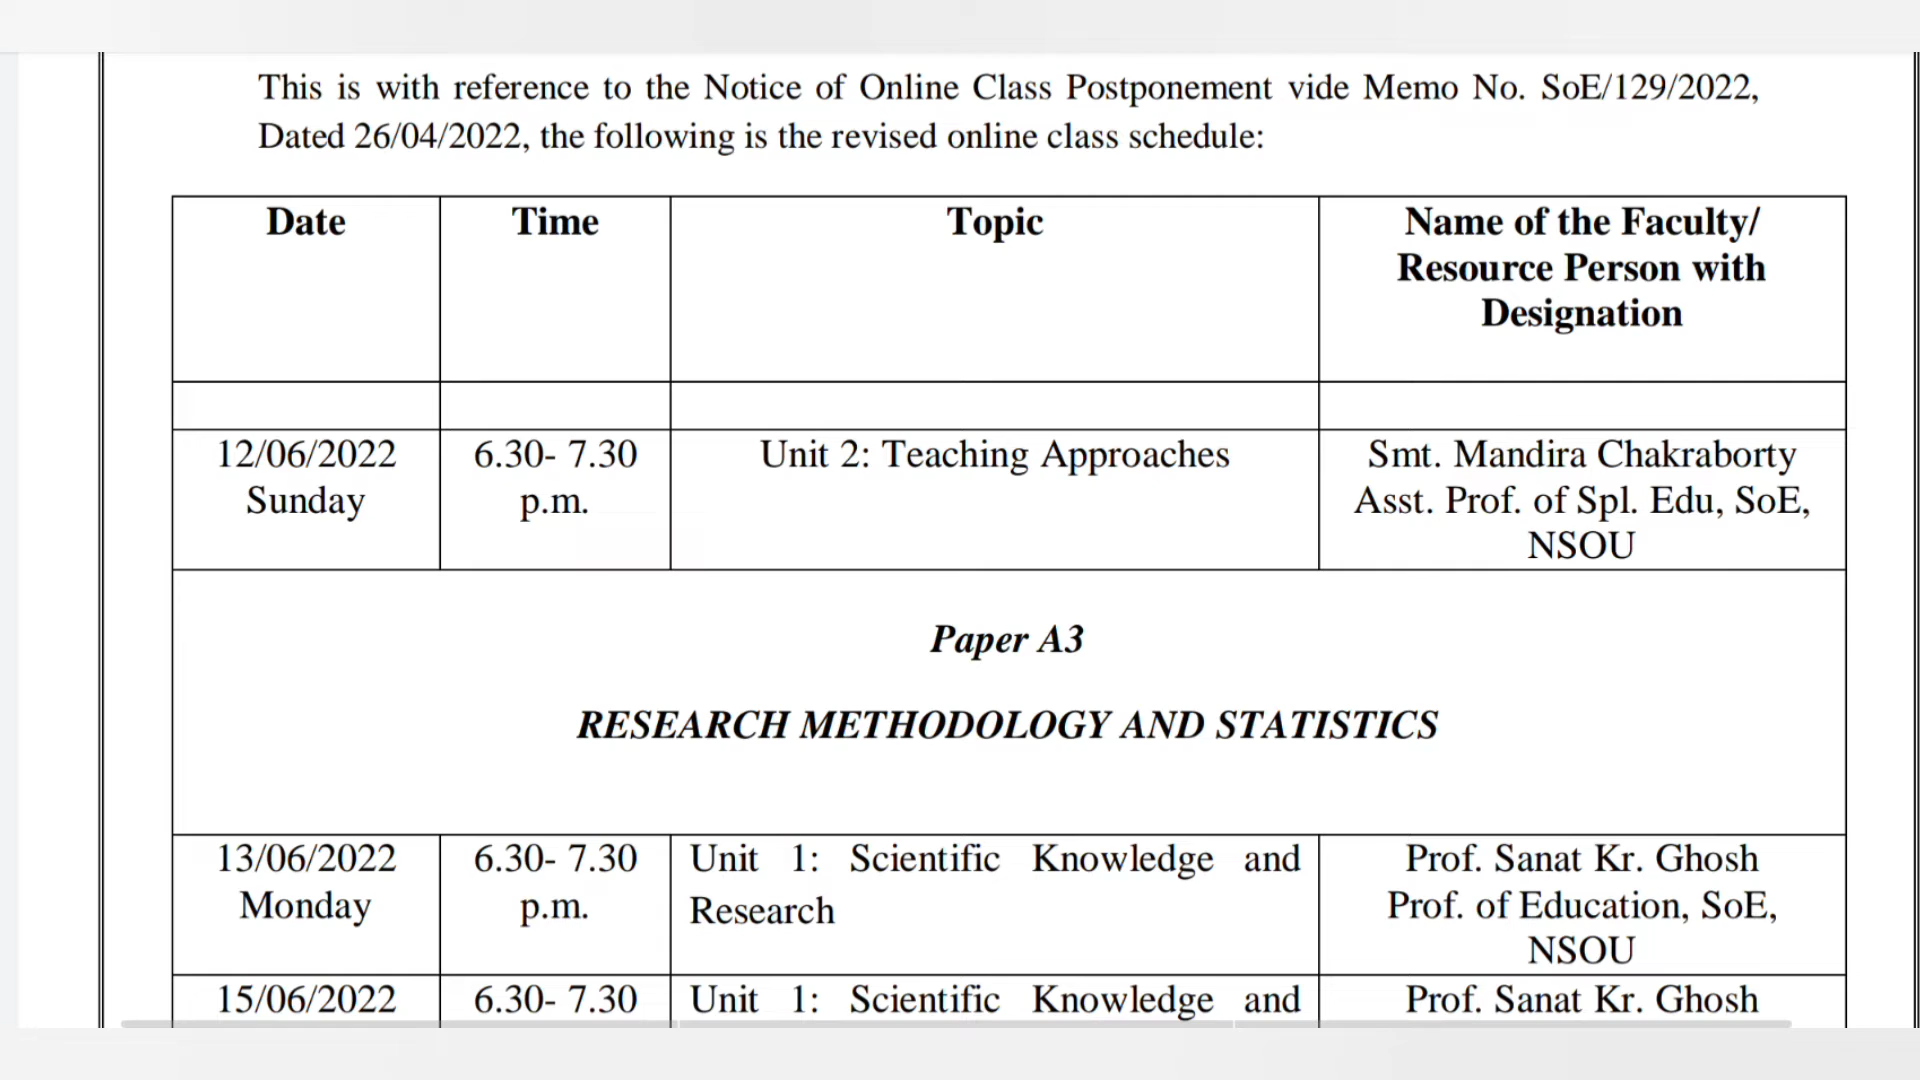 This is with reference to the Notice of Online Class Postponement vide Memo No. SoE/129/2022,
Dated 26/04/2022, the following is the revised online class schedule:
Date
Time
Topic
Name of the Faculty/
Resource Person with
Designation
12/06/2022
Sunday
6.30- 7.30
p.m.
Unit 2: Teaching Approaches
Smt. Mandira Chakraborty
Asst. Prof. of Spl. Edu, SoE,
NSOU
Paper A3
RESEARCH METHODOLOGY AND STATISTICS
13/06/2022
Monday
6.30- 7.30
p.m.
Unit 1: Scientific Knowledge and
Research
Prof. Sanat Kr. Ghosh
Prof. of Education, SoE,
NSOU
15/06/2022
6.30- 7.30
Unit 1: Scientific Knowledge and
Prof. Sanat Kr. Ghosh